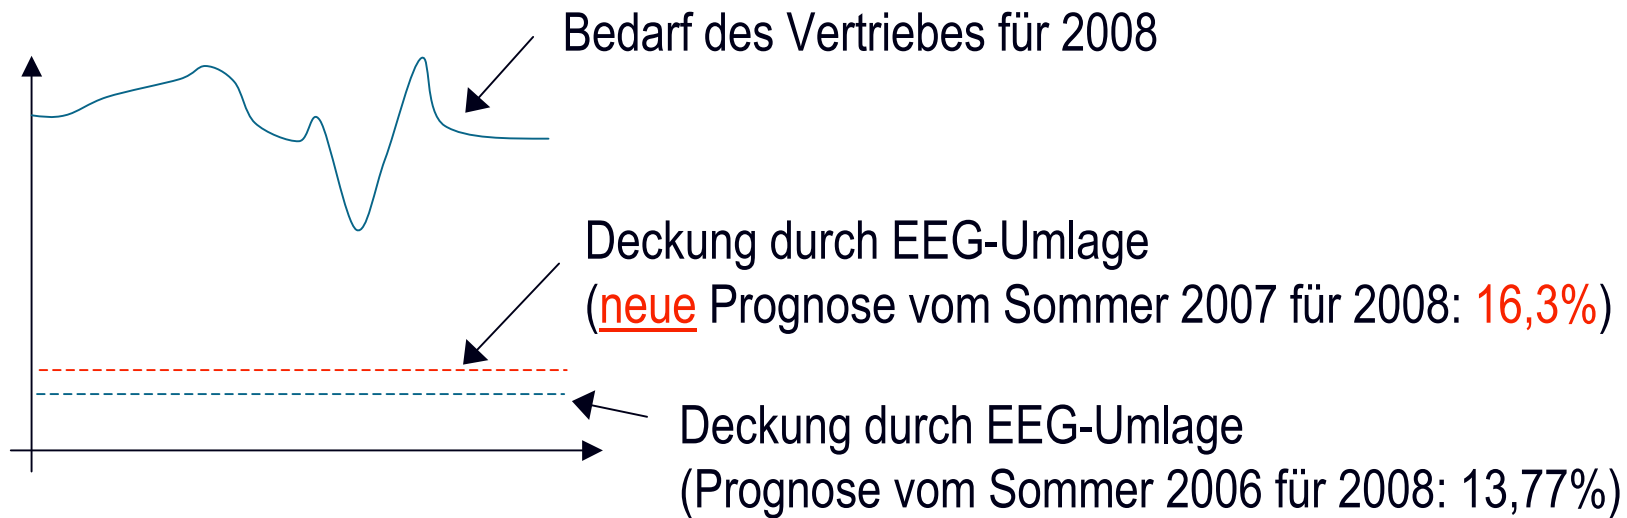 Bedarf des Vertriebes für 2008
Deckung durch EEG-Umlage
(neue Prognose vom Sommer 2007 für 2008: 16,3%)
Deckung durch EEG-Umlage
(Prognose vom Sommer 2006 für 2008: 13,77%)